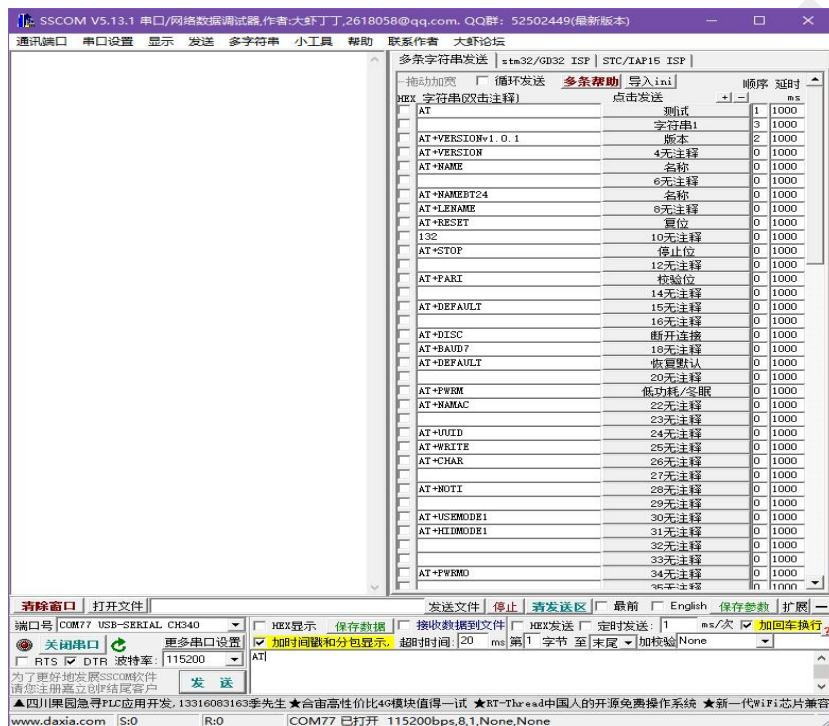 SSCOM V5.13.1 串口/网络数据调试器,作者:大虾丁丁,2618058@qq.com. QQ群: 52502449(最新版本)
通讯端口 串口设置 显示 发送 多字符串 小工具 帮助 联系作者 大虾论坛
多条字符串发送 stm32/GD32 ISP STC/IAP15 ISP
拖动加宽 循环发送 多条帮助 导入ini 顺序 延时
HEX 字符串(双击注释) 点击发送 + - ms
AT 测试 1 1000
字符串1 3 1000
AT+VERSIONv1.0.1 版本 2 1000
AT+VERSION 4无注释 0 1000
AT+NAME 名称 0 1000
6无注释 0 1000
AT+NAMEBT24 名称 0 1000
AT+LENAME 8无注释 0 1000
AT+RESET 复位 0 1000
132 10无注释 0 1000
AT+STOP 停止位 0 1000
12无注释 0 1000
AT+PARI 校验位 0 1000
14无注释 0 1000
AT+DEFAULT 15无注释 0 1000
16无注释 0 1000
AT+DISC 断开连接 0 1000
AT+BAUD7 18无注释 0 1000
AT+DEFAULT 恢复默认 0 1000
20无注释 0 1000
AT+PWRM 低功耗/冬眠 0 1000
AT+NAMAC 22无注释 0 1000
23无注释 0 1000
AT+UUID 24无注释 0 1000
AT+WRITE 25无注释 0 1000
AT+CHAR 26无注释 0 1000
27无注释 0 1000
AT+NOTI 28无注释 0 1000
29无注释 0 1000
AT+USEMODE1 30无注释 0 1000
AT+HIDMODE1 31无注释 0 1000
32无注释 0 1000
33无注释 0 1000
AT+PWRMO 34无注释 0 1000
35无注释 0 1000
清除窗口 打开文件 发送文件 停止 清发送区 最前 English 保存参数 扩展 —
端口号 COM77 USB-SERIAL CH340 HEX显示 保存数据 接收数据到文件 HEX发送 定时发送: 1 ms/次 加回车换行
关闭串口 更多串口设置 加时间戳和分包显示, 超时时间: 20 ms 第1 字节 至 末尾 加校验 None
RTS DTR 波特率: 115200 AT
为了更好地发展SSCOM软件
请您注册嘉立创F结尾客户 发 送
▲四川果园急寻PLC应用开发,13316083163季先生 ★合宙高性价比4G模块值得一试 ★RT-Thread中国人的开源免费操作系统 ★新一代WiFi芯片兼容
www.daxia.com S:0 R:0 COM77 已打开 115200bps,8,1,None,None